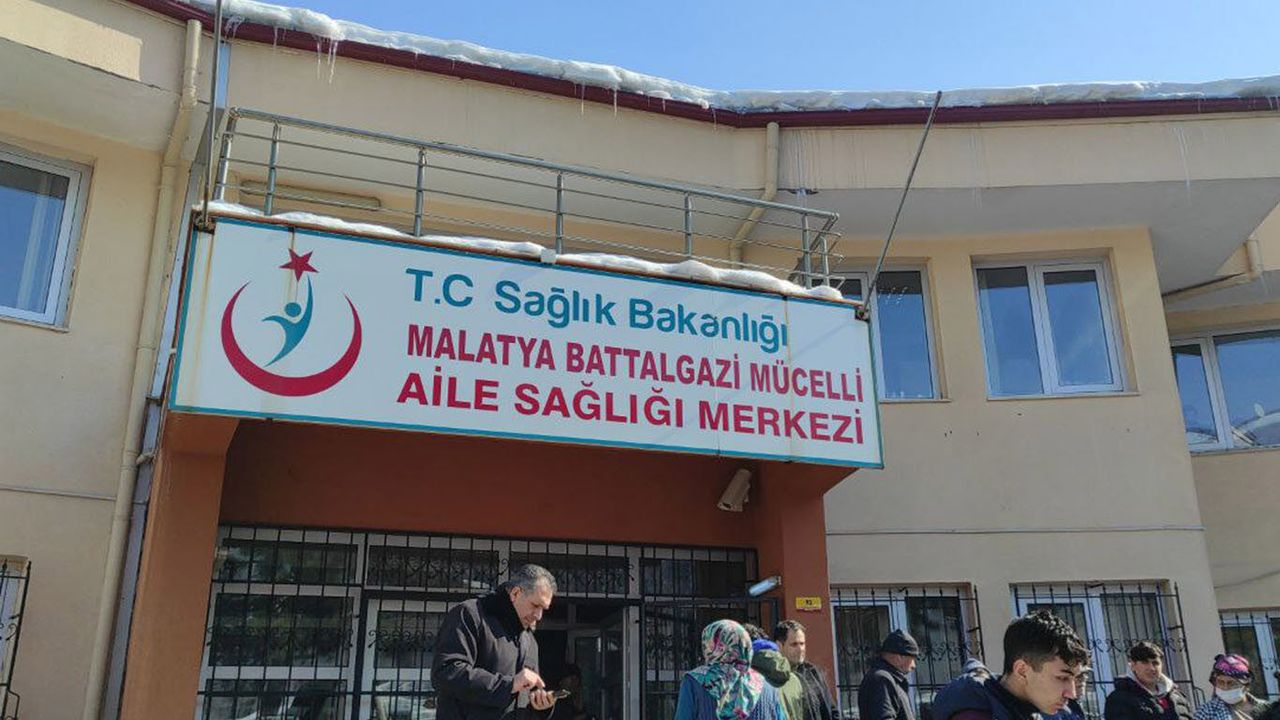 T.C Sağlık Bakanlığı
MALATYA BATTALGAZİ MÜCELLİ
AİLE SAĞLIĞI MERKEZİ